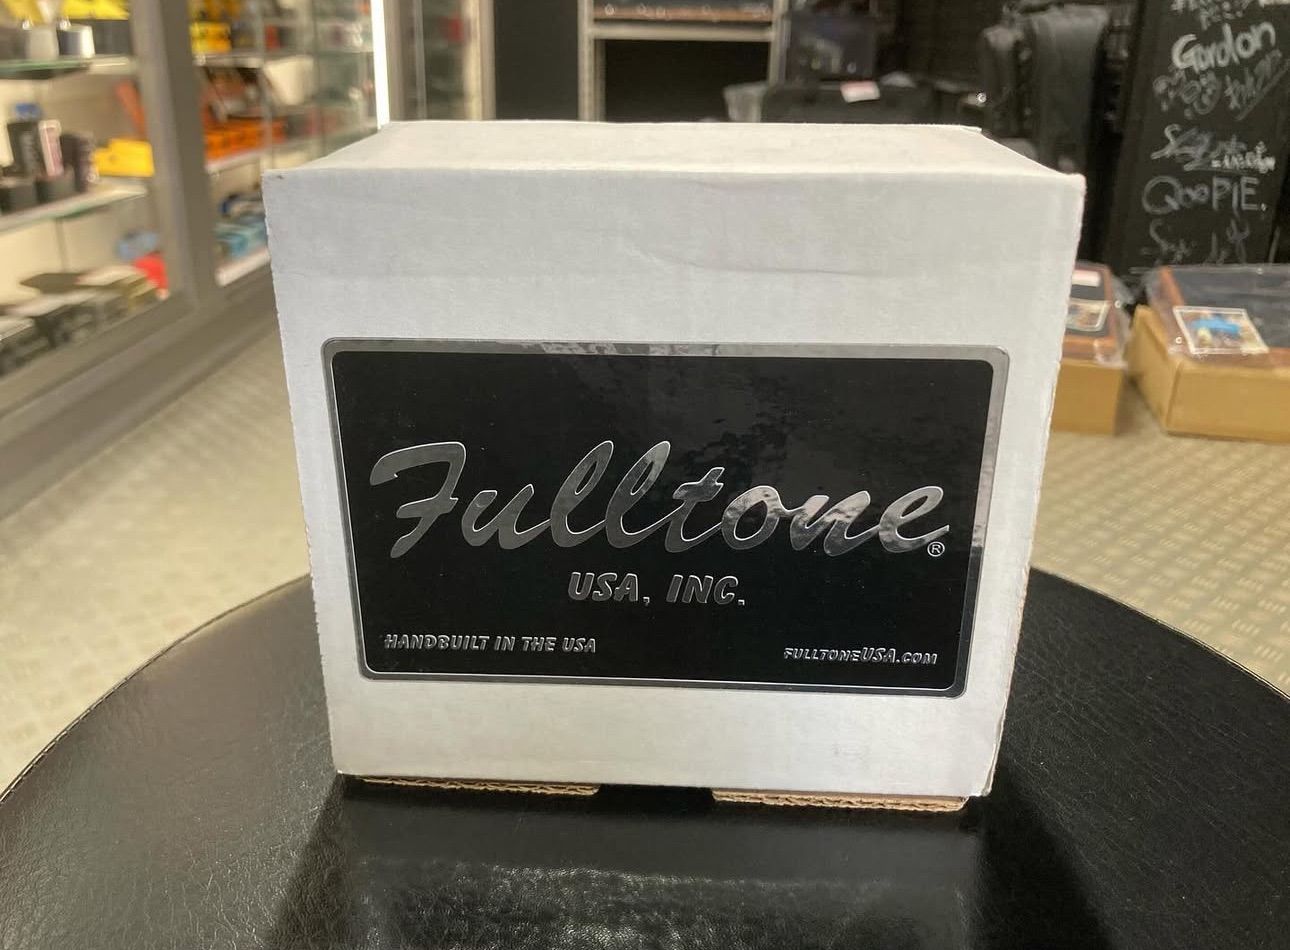 Gordon
QooPIE.
Fulltone®
USA, INC.
HANDBUILT IN THE USA
FULLTONEUSA.COM